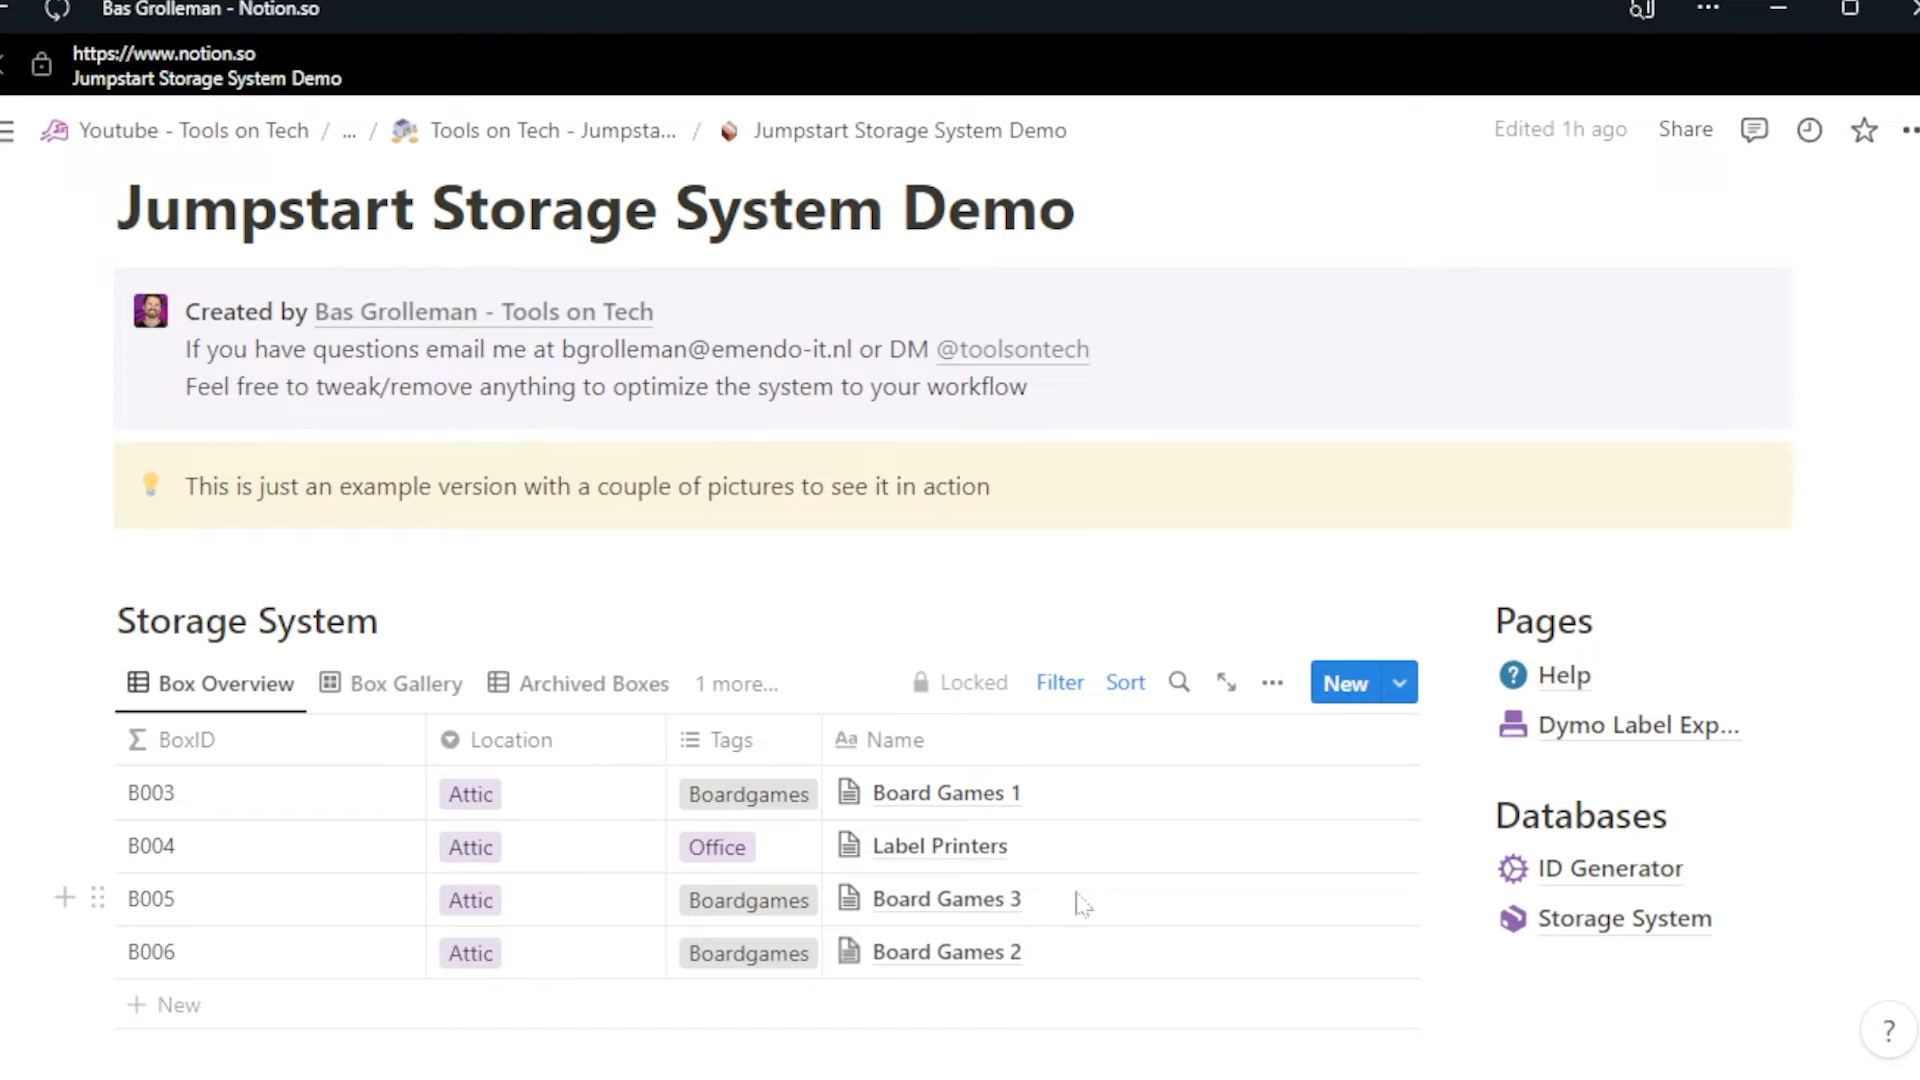 Bas Grolleman - Notion.so
https://www.notion.so
Jumpstart Storage System Demo
Youtube - Tools on Tech / ... / Tools on Tech - Jumpsta... / Jumpstart Storage System Demo
Edited 1h ago Share
Jumpstart Storage System Demo
Created by Bas Grolleman - Tools on Tech
If you have questions email me at bgrolleman@emendo-it.nl or DM @toolsontech
Feel free to tweak/remove anything to optimize the system to your workflow
This is just an example version with a couple of pictures to see it in action
Storage System
Box Overview Box Gallery Archived Boxes 1 more... Locked Filter Sort New
BoxID Location Tags Aa Name
B003 Attic Boardgames Board Games 1
B004 Attic Office Label Printers
B005 Attic Boardgames Board Games 3
B006 Attic Boardgames Board Games 2
+ New
Pages
? Help
Dymo Label Exp...
Databases
ID Generator
Storage System
?